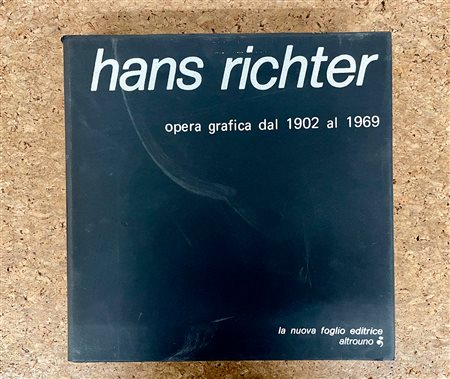 hans richter
opera grafica dal 1902 al 1969
la nuova foglio editrice
altrouno